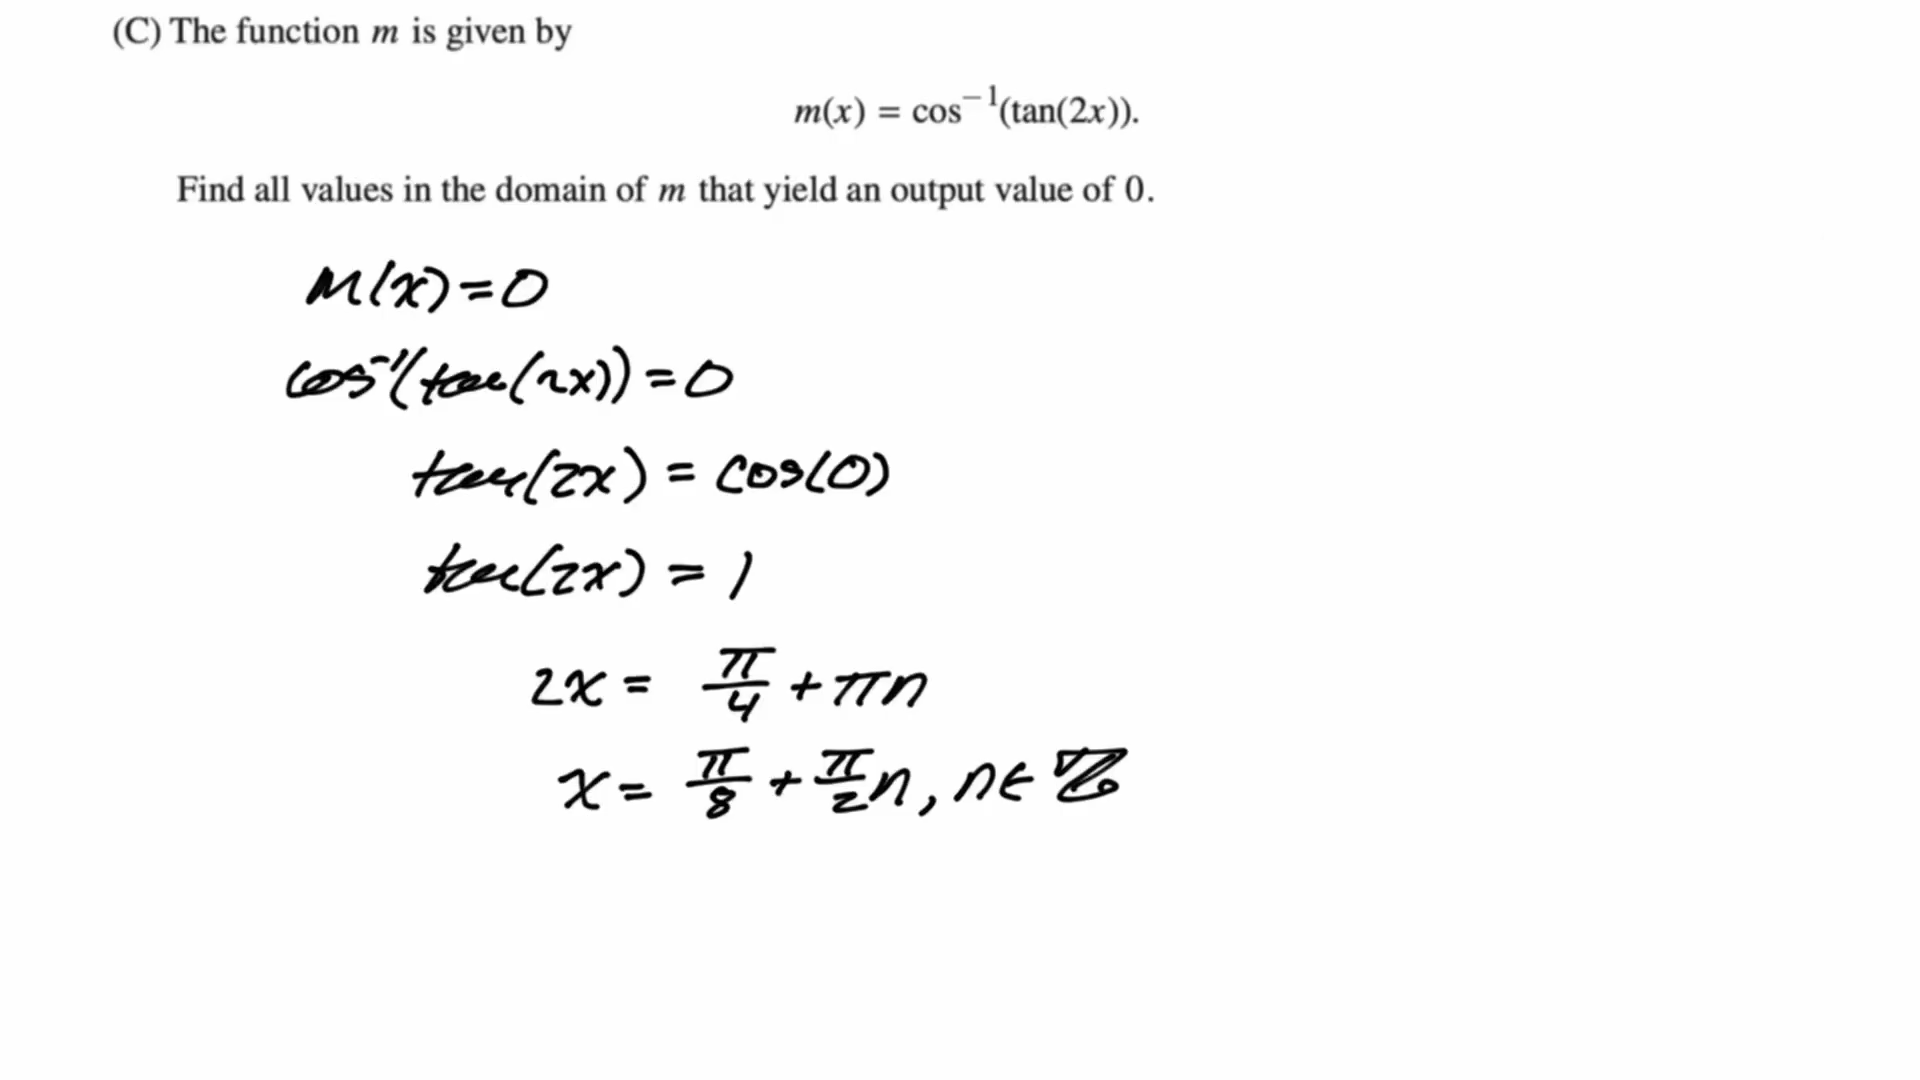 (C) The function m is given by
m(x) = cos⁻¹(tan(2x)).
Find all values in the domain of m that yield an output value of 0.
m(x)=0
cos⁻¹(tan(2x))=0
tan(2x) = cos(0)
tan(2x) = 1
2x = π/4 + πn
x = π/8 + π/2 n, n∈ ℤ